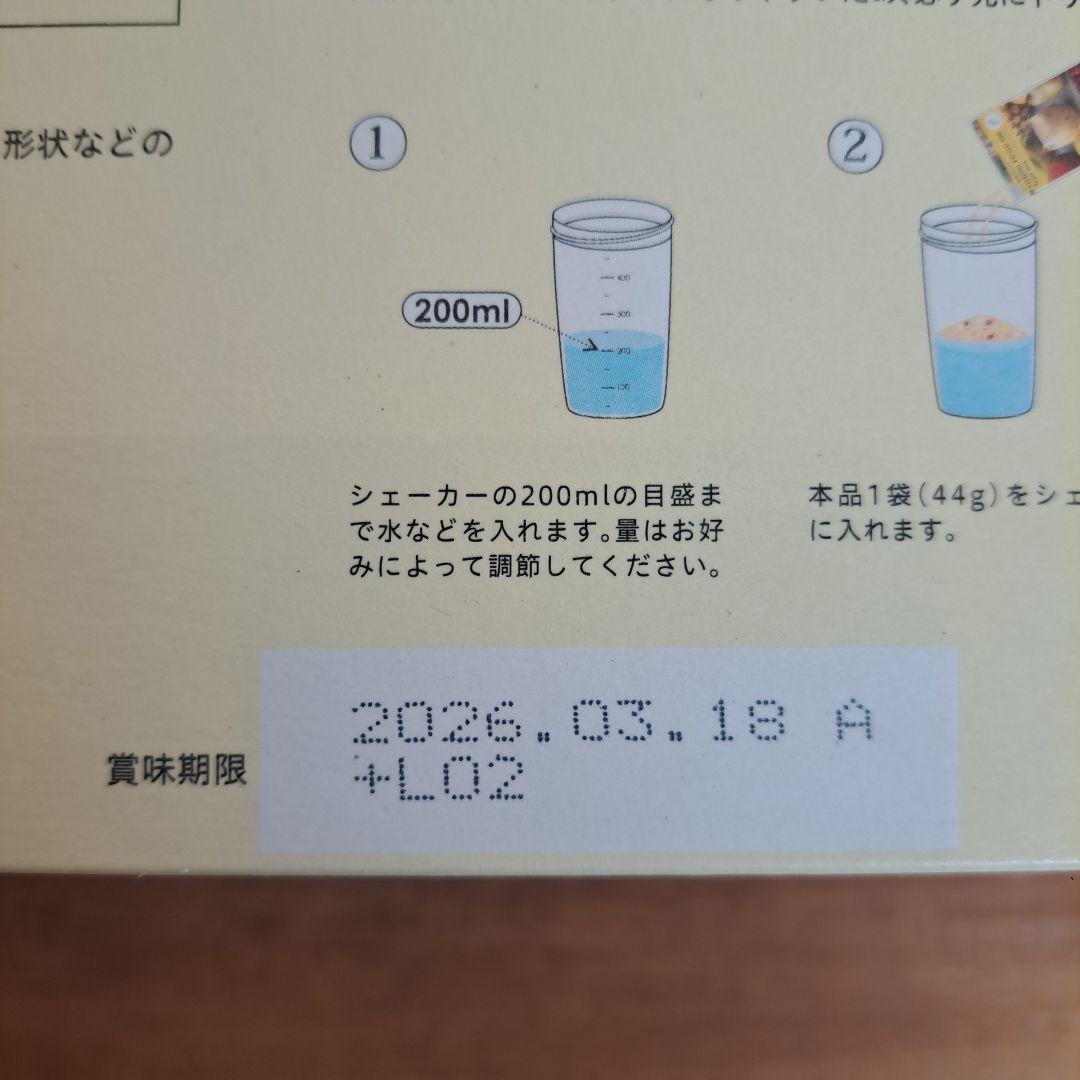 形状などの
1
2
400
300
200ml
200
100
シェーカーの200mlの目盛ま
で水などを入れます。量はお好
みによって調節してください。
本品1袋(44g)をシェ
に入れます。
2026.03.18 A
賞味期限
+L02